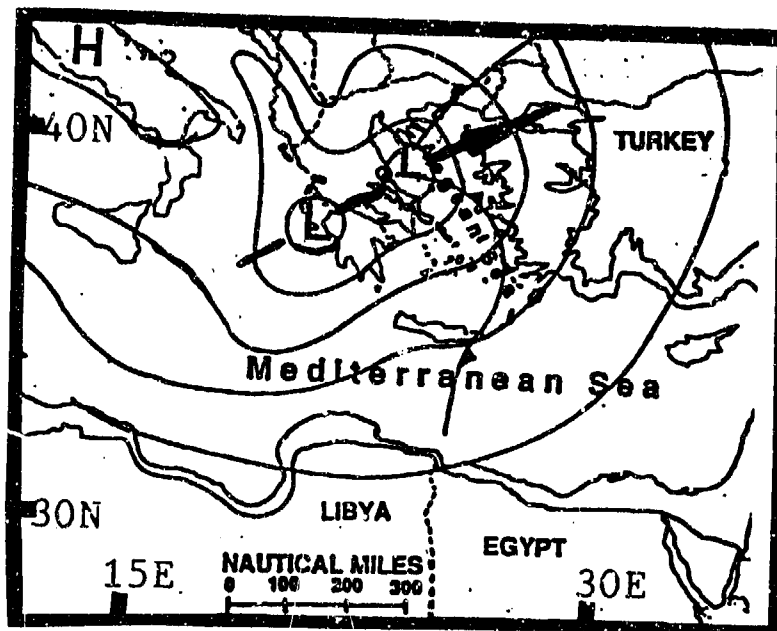 H
40N
TURKEY
L
L
Mediterranean Sea
30N
LIBYA
EGYPT
NAUTICAL MILES
0 100 200 300
15E
30E